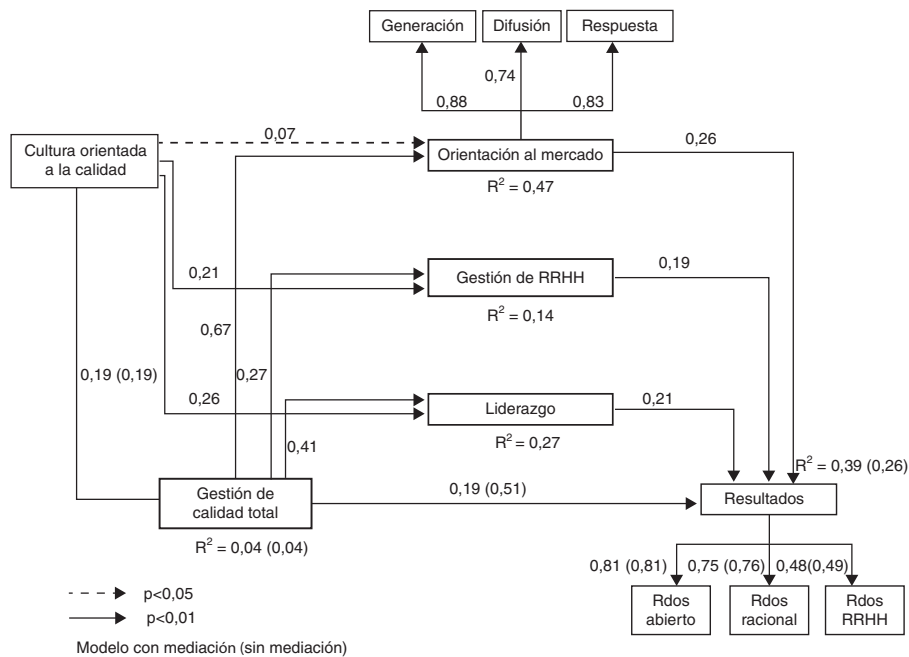 Generación
Difusión
Respuesta
0,74
0,88
0,83
0,07
Cultura orientada
a la calidad
Orientación al mercado
0,26
R² = 0,47
0,21
Gestión de RRHH
0,19
R² = 0,14
0,67
0,19 (0,19)
0,27
0,26
Liderazgo
0,21
R² = 0,27
0,41
R² = 0,39 (0,26)
Gestión de
calidad total
0,19 (0,51)
Resultados
R² = 0,04 (0,04)
0,81 (0,81)
0,75 (0,76)
0,48(0,49)
Rdos
abierto
Rdos
racional
Rdos
RRHH
p<0,05
p<0,01
Modelo con mediación (sin mediación)